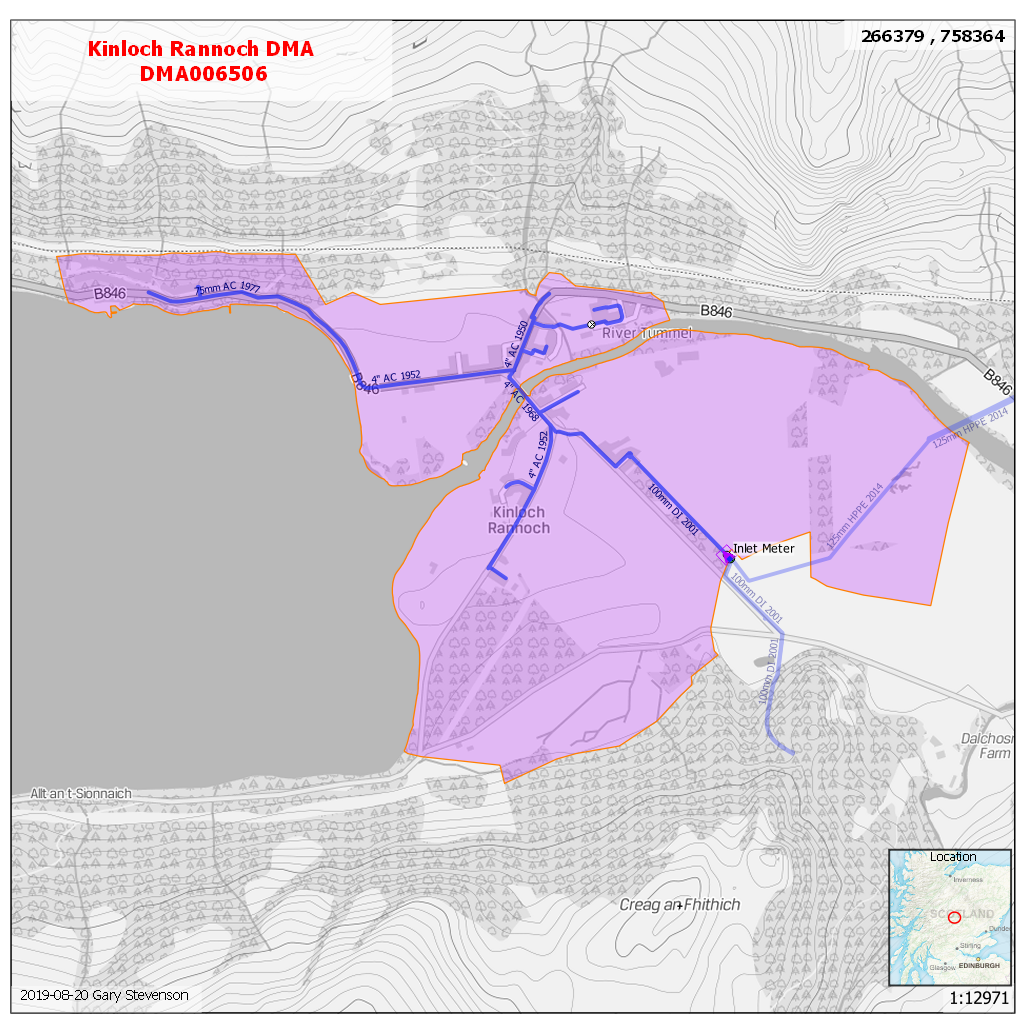 Kinloch Rannoch DMA
DMA006506
266379 , 758364
B846
75mm AC 1977
B846
4" AC 1952
4" AC 1950
4" AC 1968
River Tummel
B846
B846
125mm HPPE 2014
4" AC 1952
Kinloch
Rannoch
100mm DI 2001
125mm HPPE 2014
Inlet Meter
100mm DI 2001
100mm DI 2001
Farm
Allt an t-Sionnaich
Creag an Fhithich
Location
Inverness
SCOTLAND
Stirling
Glasgow
EDINBURGH
2019-08-20 Gary Stevenson
1:12971